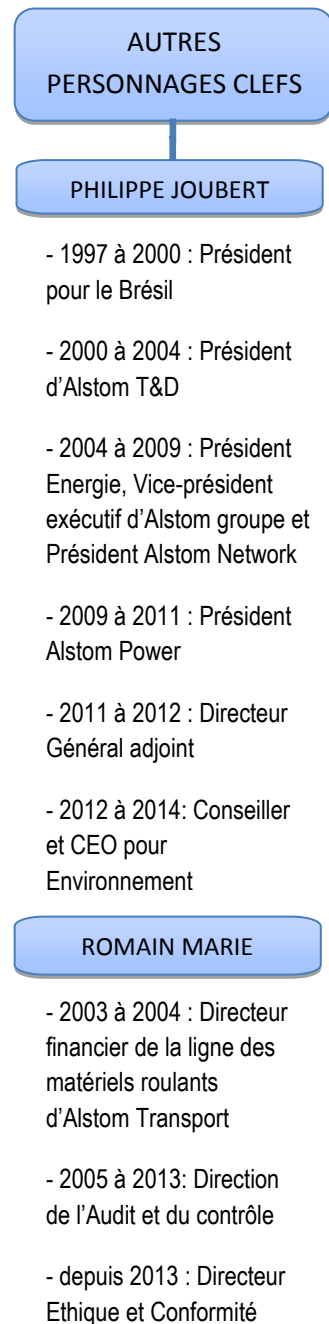 AUTRES
PERSONNAGES CLEFS
PHILIPPE JOUBERT
- 1997 à 2000 : Président
pour le Brésil
- 2000 à 2004 : Président
d’Alstom T&D
- 2004 à 2009 : Président
Energie, Vice-président
exécutif d’Alstom groupe et
Président Alstom Network
- 2009 à 2011 : Président
Alstom Power
- 2011 à 2012 : Directeur
Général adjoint
- 2012 à 2014: Conseiller
et CEO pour
Environnement
ROMAIN MARIE
- 2003 à 2004 : Directeur
financier de la ligne des
matériels roulants
d’Alstom Transport
- 2005 à 2013: Direction
de l’Audit et du contrôle
- depuis 2013 : Directeur
Ethique et Conformité